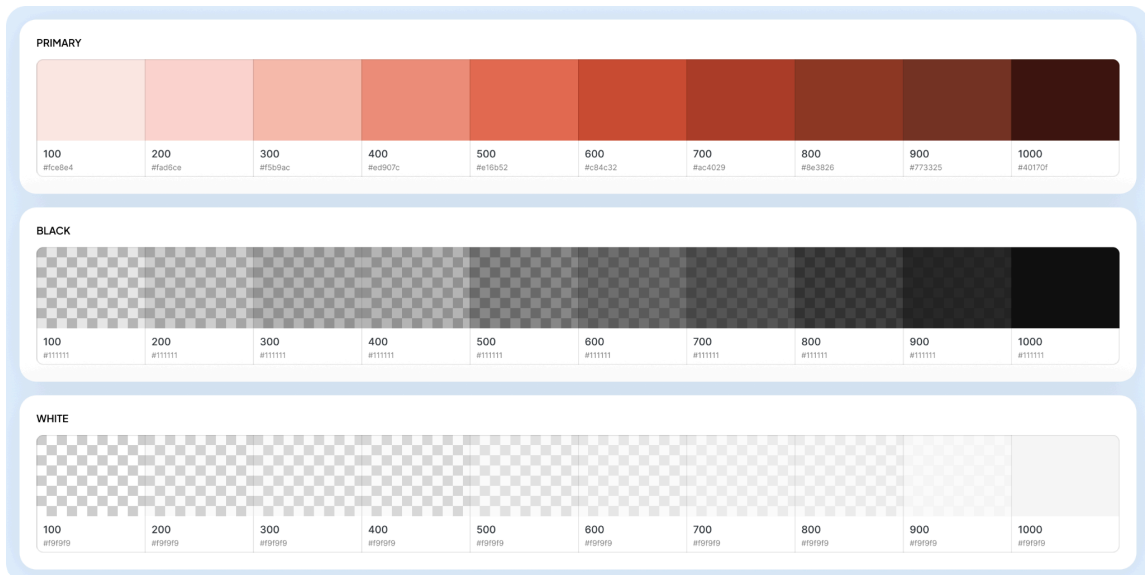 PRIMARY
100 200 300 400 500 600 700 800 900 1000
#fce8e4 #fad6ce #f5b9ac #ed907c #e16b52 #c84c32 #ac4029 #8e3826 #773325 #40170f
BLACK
100 200 300 400 500 600 700 800 900 1000
#111111 #111111 #111111 #111111 #111111 #111111 #111111 #111111 #111111 #111111
WHITE
100 200 300 400 500 600 700 800 900 1000
#f9f9f9 #f9f9f9 #f9f9f9 #f9f9f9 #f9f9f9 #f9f9f9 #f9f9f9 #f9f9f9 #f9f9f9 #f9f9f9